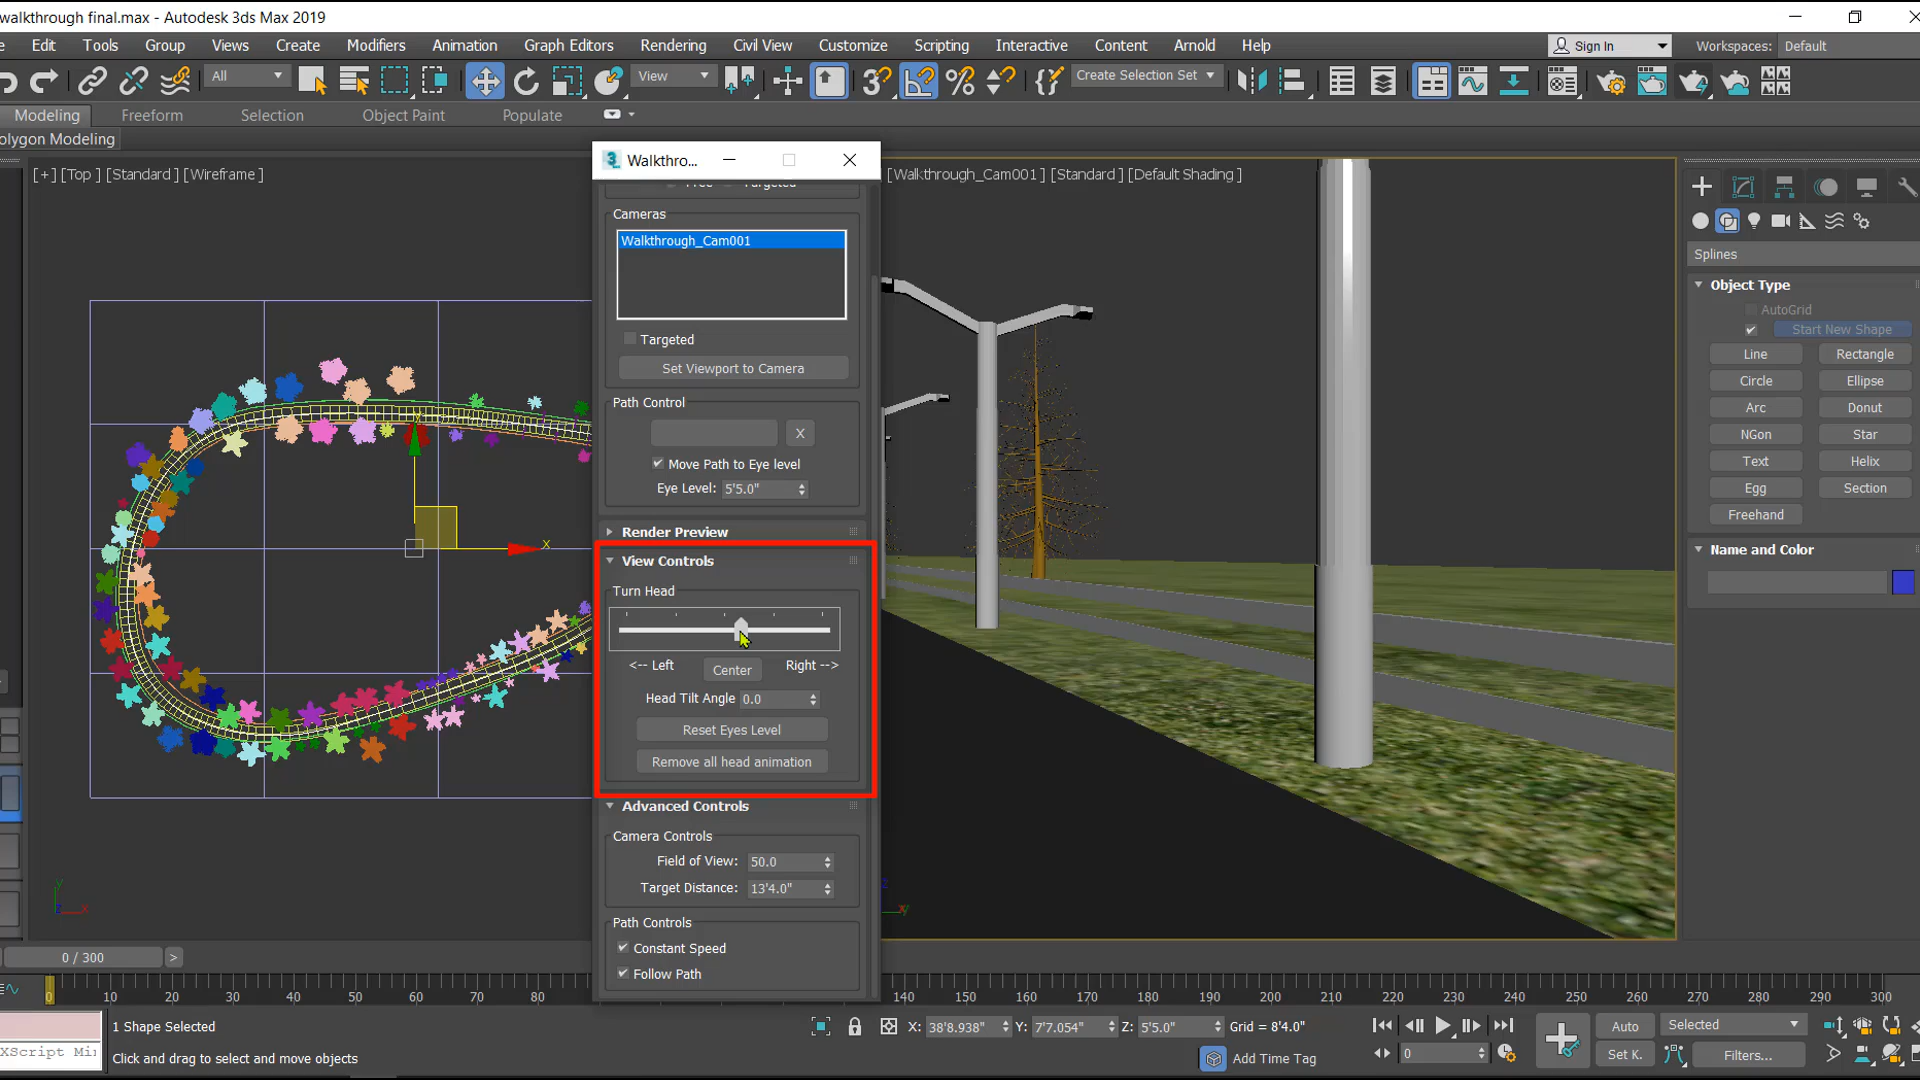 walkthrough final.max - Autodesk 3ds Max 2019
Edit Tools Group Views Create Modifiers Animation Graph Editors Rendering Civil View Customize Scripting Interactive Content Arnold Help
Sign In
Workspaces: Default
All
View
Create Selection Set
Modeling Freeform Selection Object Paint Populate
olygon Modeling
[+] [Top ] [Standard ] [Wireframe ]
Walkthro...
Free Targeted
Cameras
Walkthrough_Cam001
Targeted
Set Viewport to Camera
Path Control
X
Move Path to Eye level
Eye Level: 5'5.0"
Render Preview
View Controls
Turn Head
<-- Left Center Right -->
Head Tilt Angle 0.0
Reset Eyes Level
Remove all head animation
Advanced Controls
Camera Controls
Field of View: 50.0
Target Distance: 13'4.0"
Path Controls
Constant Speed
Follow Path
[Walkthrough_Cam001 ] [Standard ] [Default Shading ]
Splines
Object Type
AutoGrid
Start New Shape
Line Rectangle
Circle Ellipse
Arc Donut
NGon Star
Text Helix
Egg Section
Freehand
Name and Color
x
y
x
z
z
y
0 / 300 >
0 10 20 30 40 50 60 70 80 140 150 160 170 180 190 200 210 220 230 240 250 260 270 280 290 300
1 Shape Selected
XScript Mi
Click and drag to select and move objects
X: 38'8.938" Y: 7'7.054" Z: 5'5.0" Grid = 8'4.0"
Add Time Tag
0
Auto Selected
Set K. Filters...